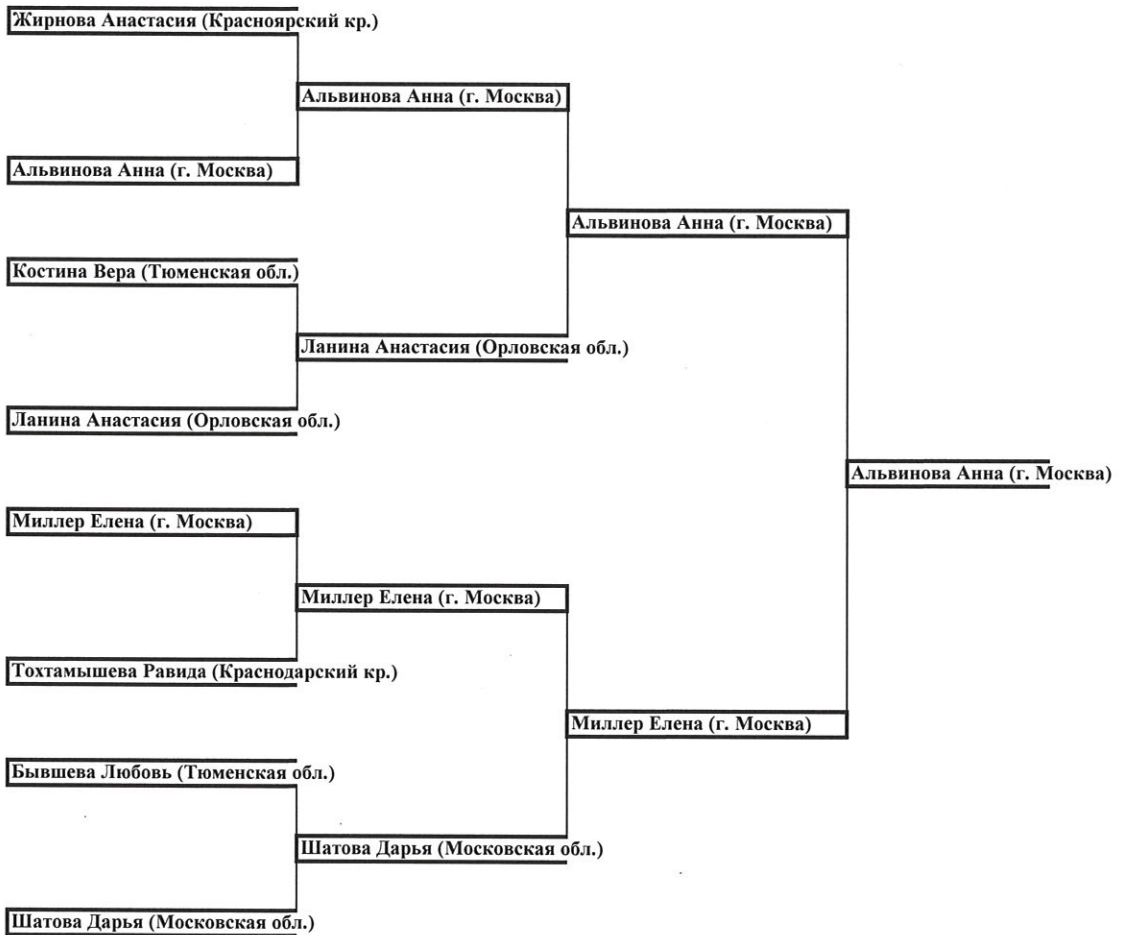 Жирнова Анастасия (Красноярский кр.)
Альвинова Анна (г. Москва)
Альвинова Анна (г. Москва)
Альвинова Анна (г. Москва)
Костина Вера (Тюменская обл.)
Ланина Анастасия (Орловская обл.)
Ланина Анастасия (Орловская обл.)
Альвинова Анна (г. Москва)
Миллер Елена (г. Москва)
Миллер Елена (г. Москва)
Тохтамышева Равида (Краснодарский кр.)
Миллер Елена (г. Москва)
Бывшева Любовь (Тюменская обл.)
Шатова Дарья (Московская обл.)
Шатова Дарья (Московская обл.)